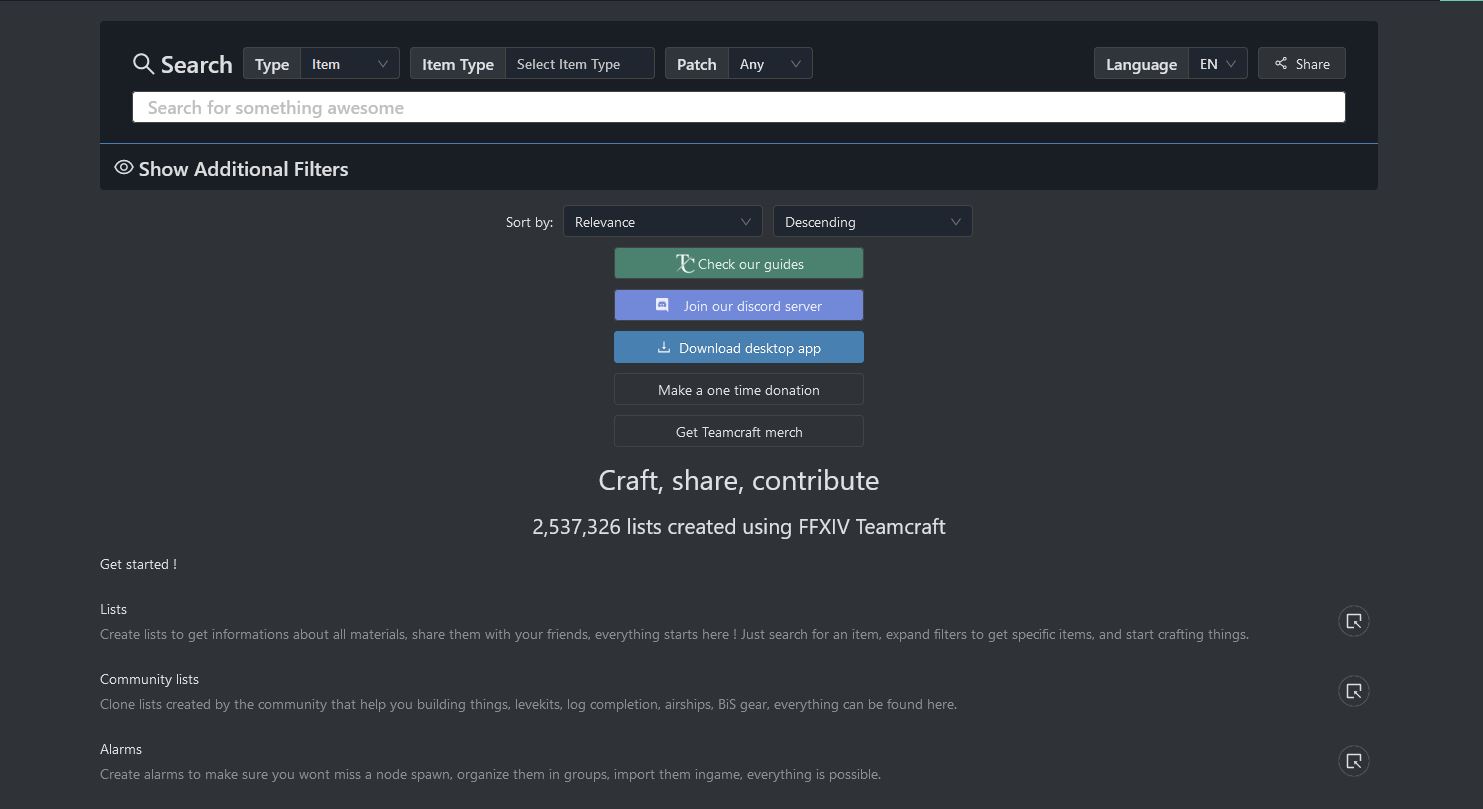 Search Type Item Item Type Select Item Type Patch Any Language EN Share
Search for something awesome
Show Additional Filters
Sort by: Relevance Descending
Check our guides
Join our discord server
Download desktop app
Make a one time donation
Get Teamcraft merch
Craft, share, contribute
2,537,326 lists created using FFXIV Teamcraft
Get started !
Lists
Create lists to get informations about all materials, share them with your friends, everything starts here ! Just search for an item, expand filters to get specific items, and start crafting things.
Community lists
Clone lists created by the community that help you building things, levekits, log completion, airships, BiS gear, everything can be found here.
Alarms
Create alarms to make sure you wont miss a node spawn, organize them in groups, import them ingame, everything is possible.